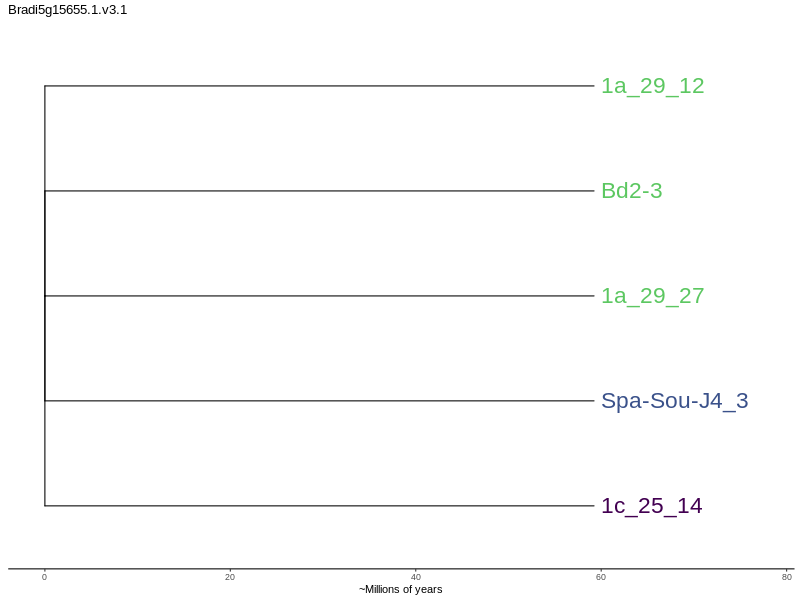 Bradi5g15655.1.v3.1
1a_29_12
Bd2-3
1a_29_27
Spa-Sou-J4_3
1c_25_14
0 20 40 60 80
~Millions of years